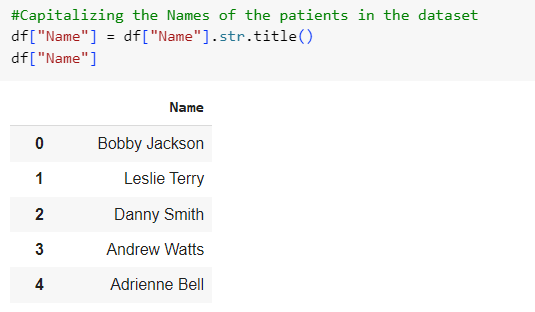 #Capitalizing the Names of the patients in the dataset
df["Name"] = df["Name"].str.title()
df["Name"]
Name
0 Bobby Jackson
1 Leslie Terry
2 Danny Smith
3 Andrew Watts
4 Adrienne Bell